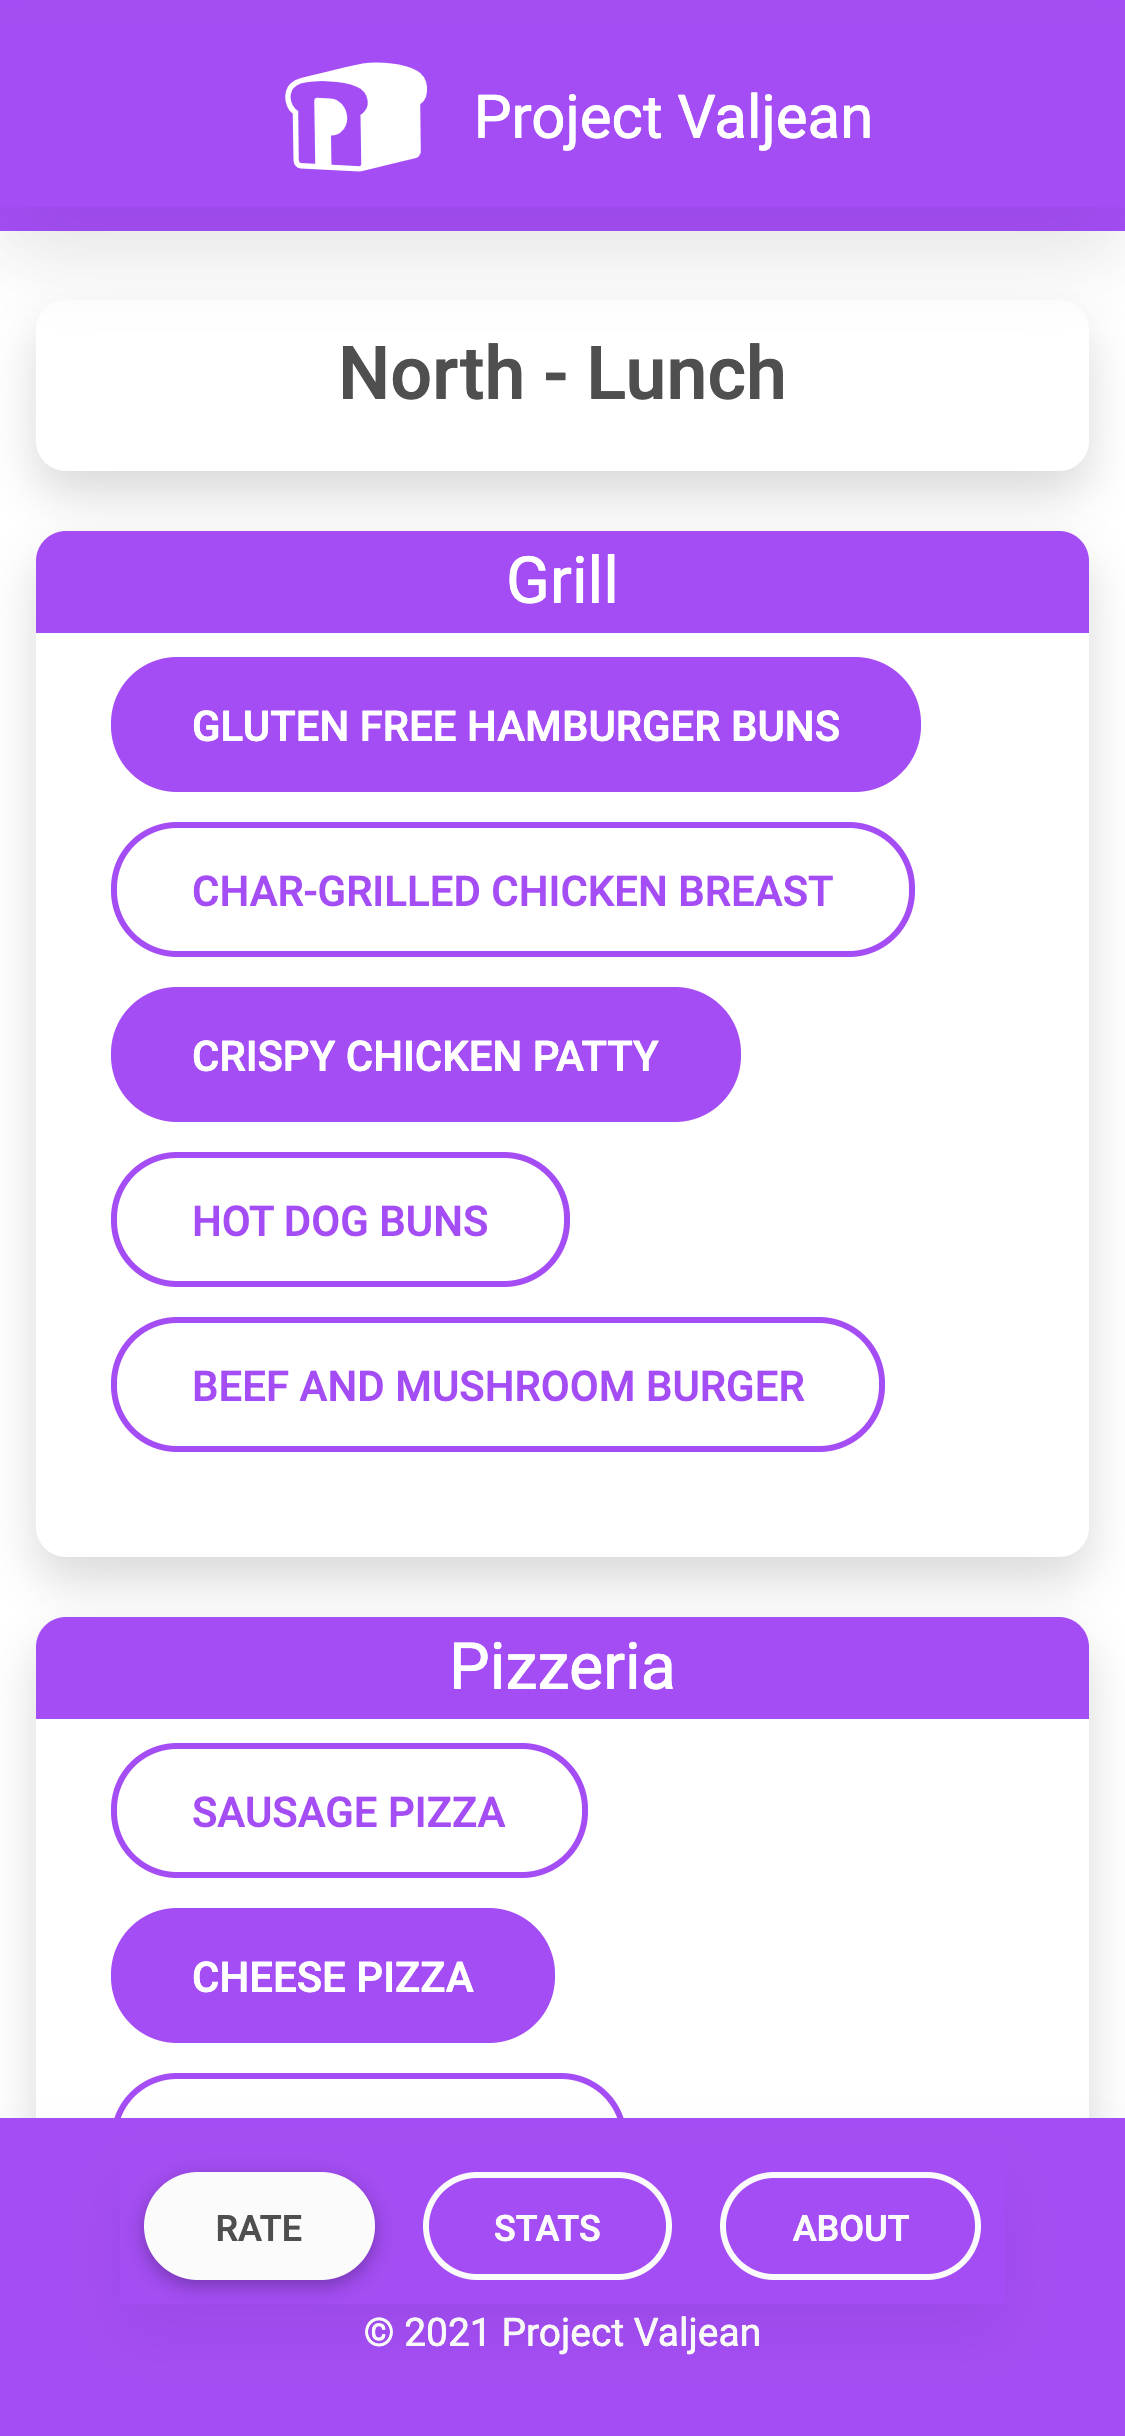 P
Project Valjean
North - Lunch
Grill
GLUTEN FREE HAMBURGER BUNS
CHAR-GRILLED CHICKEN BREAST
CRISPY CHICKEN PATTY
HOT DOG BUNS
BEEF AND MUSHROOM BURGER
Pizzeria
SAUSAGE PIZZA
CHEESE PIZZA
RATE
STATS
ABOUT
© 2021 Project Valjean